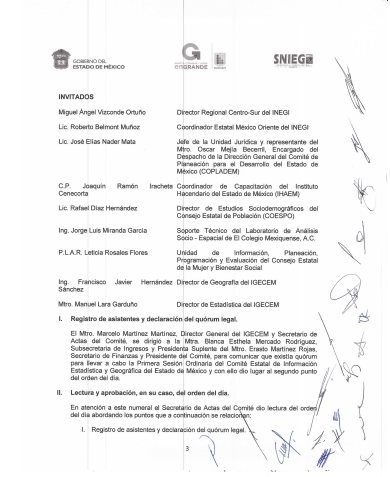 GOBIERNO DEL
ESTADO DE MÉXICO
enGRANDE
SNIEG
INVITADOS
Miguel Ángel Vizconde Ortuño Director Regional Centro-Sur del INEGI
Lic. Roberto Belmont Muñoz Coordinador Estatal México Oriente del INEGI
Lic. José Elías Nader Mata Jefe de la Unidad Jurídica y representante del
Mtro. Oscar Mejía Becerril, Encargado del
Despacho de la Dirección General del Comité de
Planeación para el Desarrollo del Estado de
México (COPLADEM)
C.P. Joaquín Ramón Iracheta Coordinador de Capacitación del Instituto
Cenecorta Hacendario del Estado de México (IHAEM)
Lic. Rafael Díaz Hernández Director de Estudios Sociodemográficos del
Consejo Estatal de Población (COESPO)
Ing. Jorge Luis Miranda García Soporte Técnico del Laboratorio de Análisis
Socio - Espacial de El Colegio Mexiquense, A.C.
P.L.A.R. Leticia Rosales Flores Unidad de Información, Planeación,
Programación y Evaluación del Consejo Estatal
de la Mujer y Bienestar Social
Ing. Francisco Javier Hernández Director de Geografía del IGECEM
Sánchez
Mtro. Manuel Lara Garduño Director de Estadística del IGECEM
I. Registro de asistentes y declaración del quórum legal.
El Mtro. Marcelo Martínez Martínez, Director General del IGECEM y Secretario de
Actas del Comité, se dirigió a la Mtra. Blanca Esthela Mercado Rodríguez,
Subsecretaria de Ingresos y Presidenta Suplente del Mtro. Erasto Martínez Rojas,
Secretario de Finanzas y Presidente del Comité, para comunicar que existía quórum
para llevar a cabo la Primera Sesión Ordinaria del Comité Estatal de Información
Estadística y Geográfica del Estado de México y con ello dio lugar al segundo punto
del orden del día.
II. Lectura y aprobación, en su caso, del orden del día.
En atención a este numeral el Secretario de Actas del Comité dio lectura del orden
del día abordando los puntos que a continuación se relacionan:
I. Registro de asistentes y declaración del quórum legal.
3